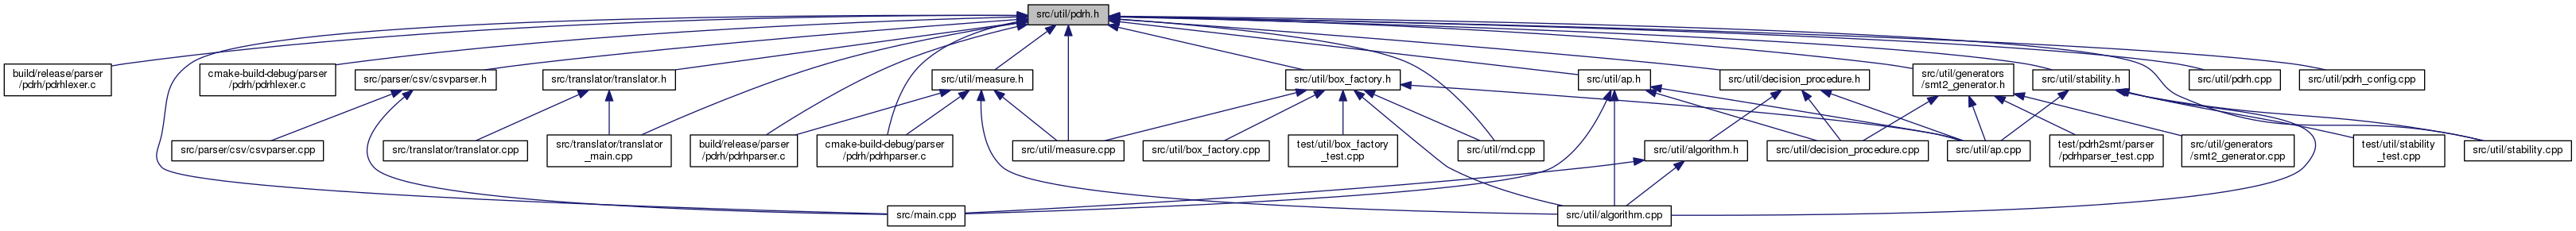 src/util/pdrh.h
build/release/parser
/pdrh/pdrhlexer.c
cmake-build-debug/parser
/pdrh/pdrhlexer.c
src/parser/csv/csvparser.h
src/translator/translator.h
src/util/measure.h
src/util/box_factory.h
src/util/ap.h
src/util/decision_procedure.h
src/util/generators
/smt2_generator.h
src/util/stability.h
src/util/pdrh.cpp
src/util/pdrh_config.cpp
src/parser/csv/csvparser.cpp
src/translator/translator.cpp
src/translator/translator
_main.cpp
build/release/parser
/pdrh/pdrhparser.c
cmake-build-debug/parser
/pdrh/pdrhparser.c
src/util/measure.cpp
src/util/box_factory.cpp
test/util/box_factory
_test.cpp
src/util/rnd.cpp
src/util/algorithm.h
src/util/decision_procedure.cpp
src/util/ap.cpp
test/pdrh2smt/parser
/pdrhparser_test.cpp
src/util/generators
/smt2_generator.cpp
test/util/stability
_test.cpp
src/util/stability.cpp
src/main.cpp
src/util/algorithm.cpp